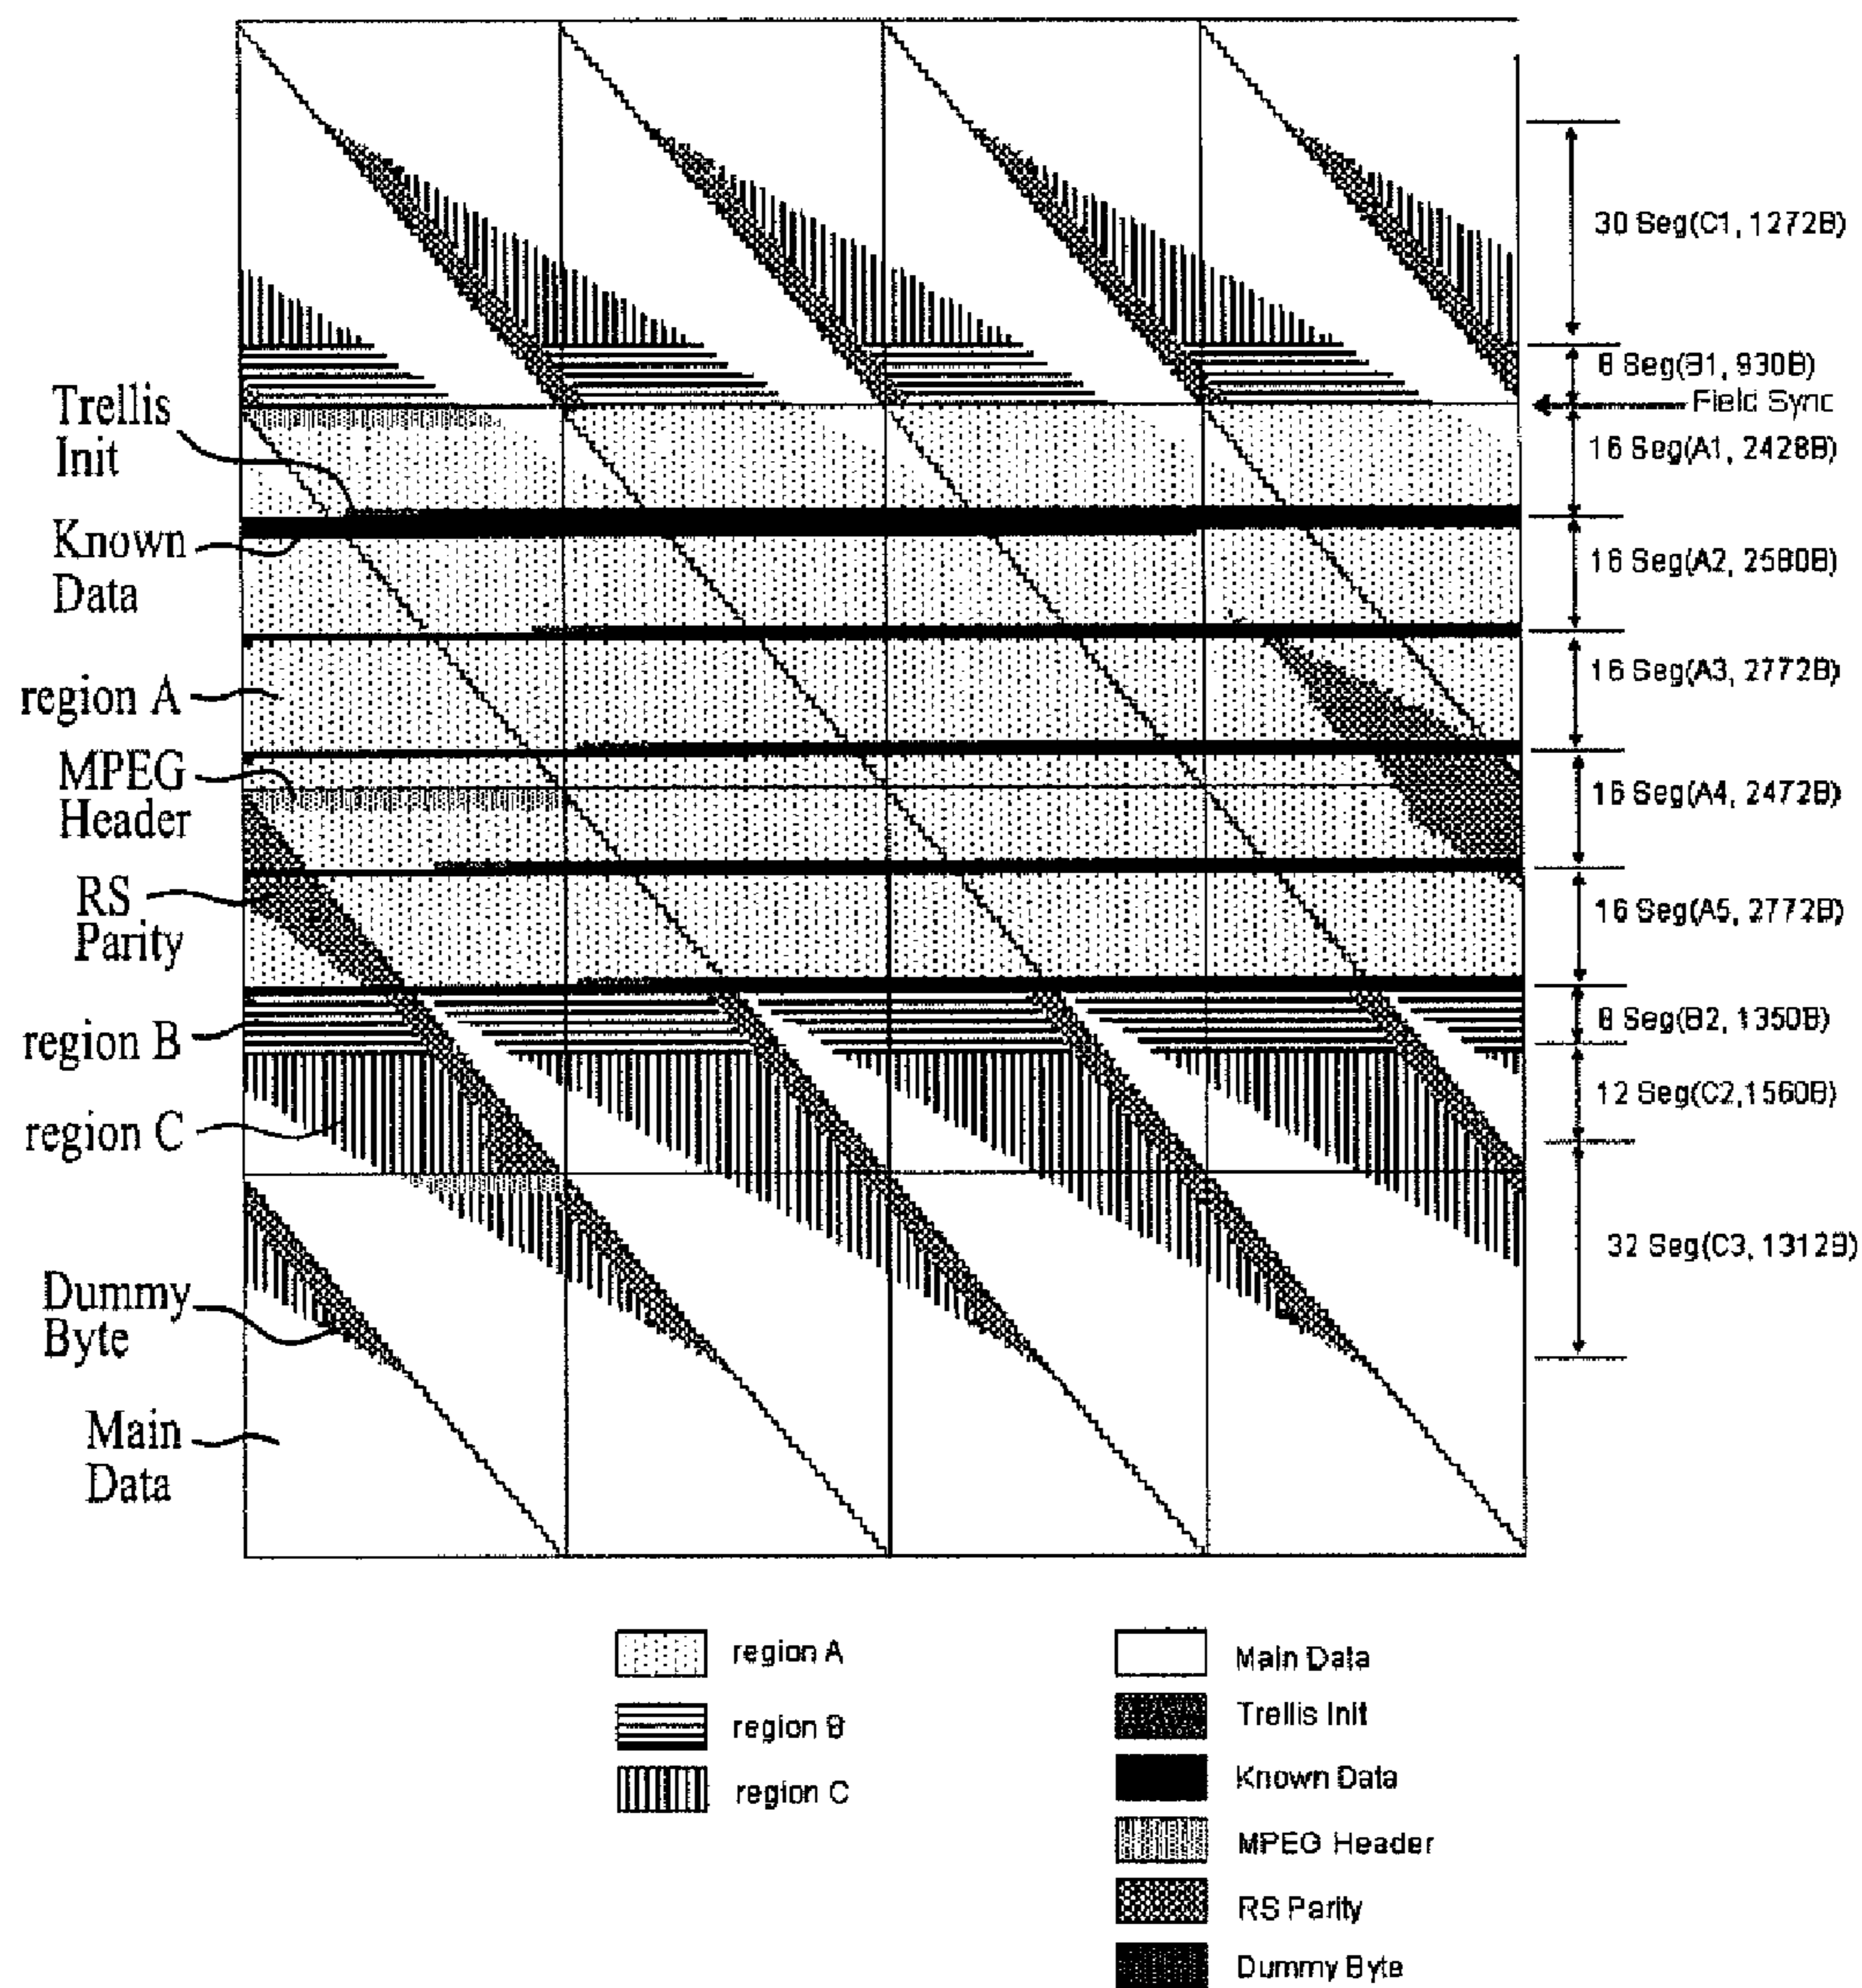 30 Seg(C1, 1272B)
8 Seg(B1, 930B)
Field Sync
Trellis
Init
16 Seg(A1, 2428B)
Known
Data
16 Seg(A2, 2580B)
region A
16 Seg(A3, 2772B)
MPEG
Header
16 Seg(A4, 2472B)
RS
Parity
16 Seg(A5, 2772B)
region B
8 Seg(B2, 1350B)
region C
12 Seg(C2,1560B)
32 Seg(C3, 1312B)
Dummy
Byte
Main
Data
region A
region B
region C
Main Data
Trellis Init
Known Data
MPEG Header
RS Parity
Dummy Byte